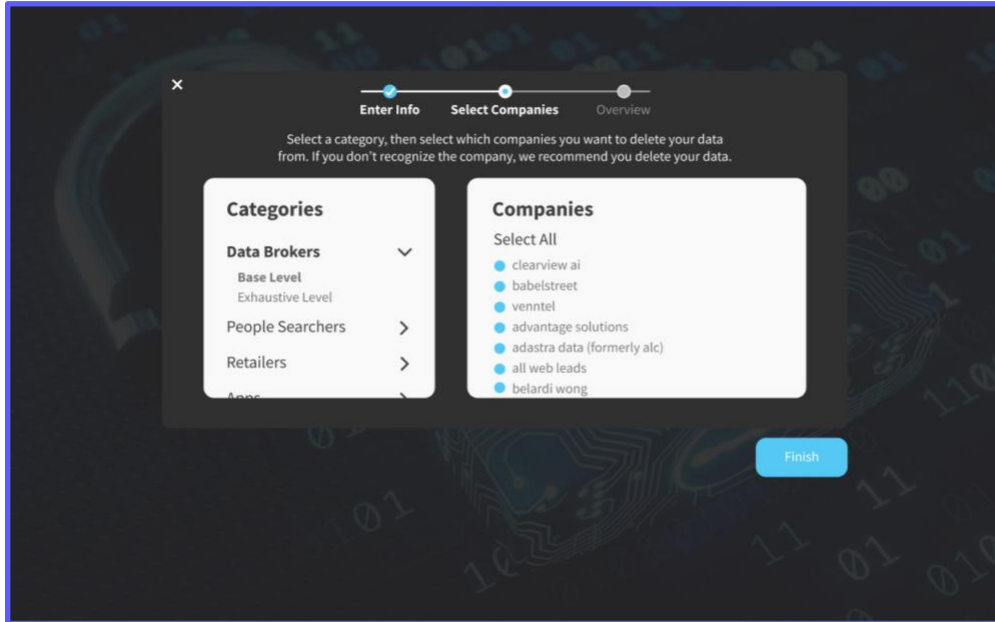 Enter Info
Select Companies
Overview
Select a category, then select which companies you want to delete your data
from. If you don't recognize the company, we recommend you delete your data.
Categories
Data Brokers
Base Level
Exhaustive Level
People Searchers
Retailers
Apps
Companies
Select All
clearview ai
babelstreet
venntel
advantage solutions
adastra data (formerly alc)
all web leads
belardi wong
Finish